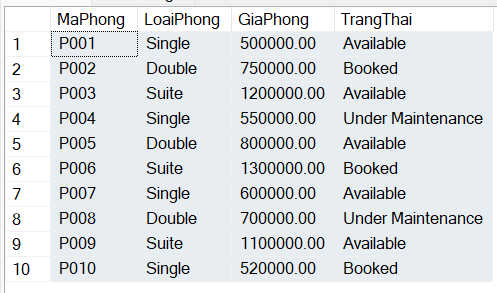 MaPhong LoaiPhong GiaPhong TrangThai
1 P001 Single 500000.00 Available
2 P002 Double 750000.00 Booked
3 P003 Suite 1200000.00 Available
4 P004 Single 550000.00 Under Maintenance
5 P005 Double 800000.00 Available
6 P006 Suite 1300000.00 Booked
7 P007 Single 600000.00 Available
8 P008 Double 700000.00 Under Maintenance
9 P009 Suite 1100000.00 Available
10 P010 Single 520000.00 Booked